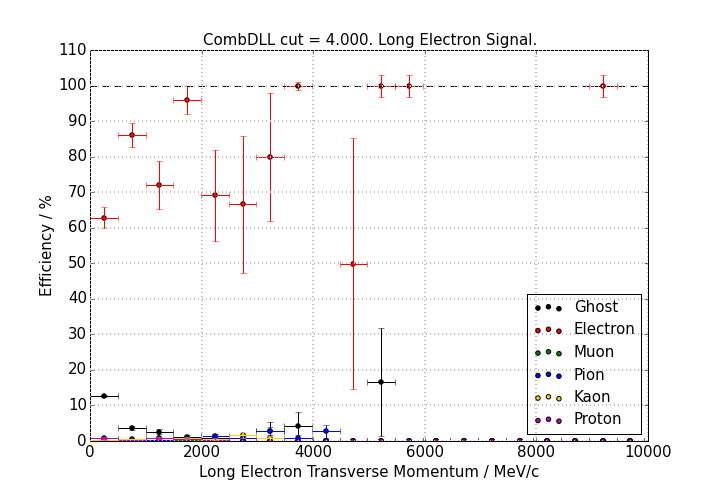 CombDLL cut = 4.000. Long Electron Signal.
110
100
90
80
70
60
50
40
30
20
10
0
Efficiency / %
Ghost
Electron
Muon
Pion
Kaon
Proton
0 2000 4000 6000 8000 10000
Long Electron Transverse Momentum / MeV/c